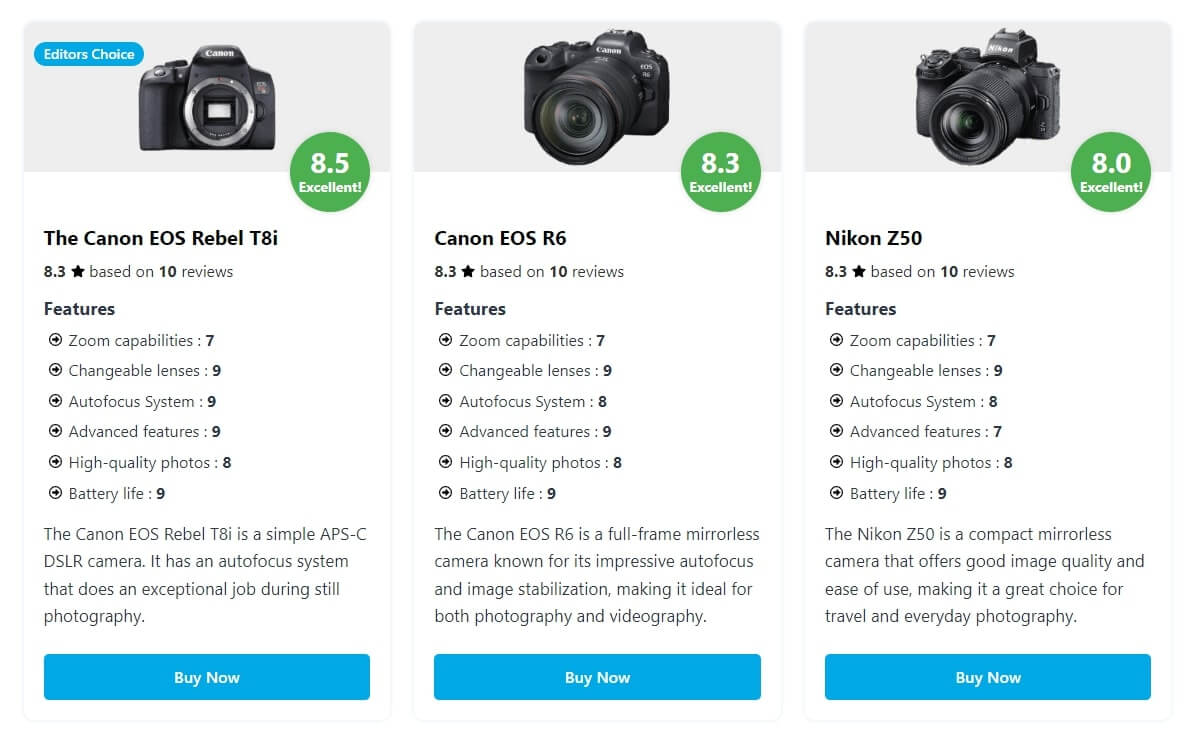 Editors Choice
Canon
8.5
Excellent!
The Canon EOS Rebel T8i
8.3 ★ based on 10 reviews
Features
Zoom capabilities : 7
Changeable lenses : 9
Autofocus System : 9
Advanced features : 9
High-quality photos : 8
Battery life : 9
The Canon EOS Rebel T8i is a simple APS-C
DSLR camera. It has an autofocus system
that does an exceptional job during still
photography.
Buy Now
Canon
EOS
R6
8.3
Excellent!
Canon EOS R6
8.3 ★ based on 10 reviews
Features
Zoom capabilities : 7
Changeable lenses : 9
Autofocus System : 8
Advanced features : 9
High-quality photos : 8
Battery life : 9
The Canon EOS R6 is a full-frame mirrorless
camera known for its impressive autofocus
and image stabilization, making it ideal for
both photography and videography.
Buy Now
Nikon
8.0
Excellent!
Nikon Z50
8.3 ★ based on 10 reviews
Features
Zoom capabilities : 7
Changeable lenses : 9
Autofocus System : 8
Advanced features : 7
High-quality photos : 8
Battery life : 9
The Nikon Z50 is a compact mirrorless
camera that offers good image quality and
ease of use, making it a great choice for
travel and everyday photography.
Buy Now